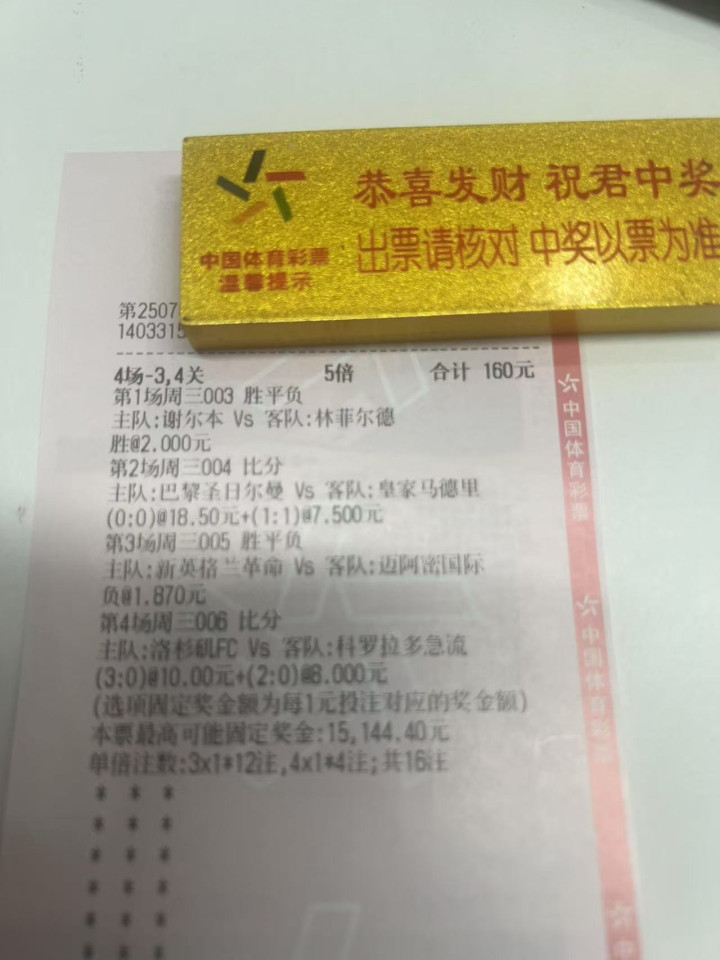 恭喜发财 祝君中奖
出票请核对 中奖以票为准
中国体育彩票
温馨提示
第2507
1403315
4场-3,4关 5倍 合计 160元
第1场周三003 胜平负
主队:谢尔本 Vs 客队:林菲尔德
胜@2.000元
第2场周三004 比分
主队:巴黎圣日尔曼 Vs 客队:皇家马德里
(0:0)@18.50元+(1:1)@7.500元
第3场周三005 胜平负
主队:新英格兰革命 Vs 客队:迈阿密国际
负@1.870元
第4场周三006 比分
主队:洛杉矶FC Vs 客队:科罗拉多急流
(3:0)@10.00元+(2:0)@8.000元
(选项固定奖金额为每1元投注对应的奖金额)
本票最高可能固定奖金:15,144.40元
单倍注数:3x1*12注,4x1*4注;共16注
* * *
* * *
* * *
* * *
* * *
* * *
中国体育彩票
中国体育彩票
中